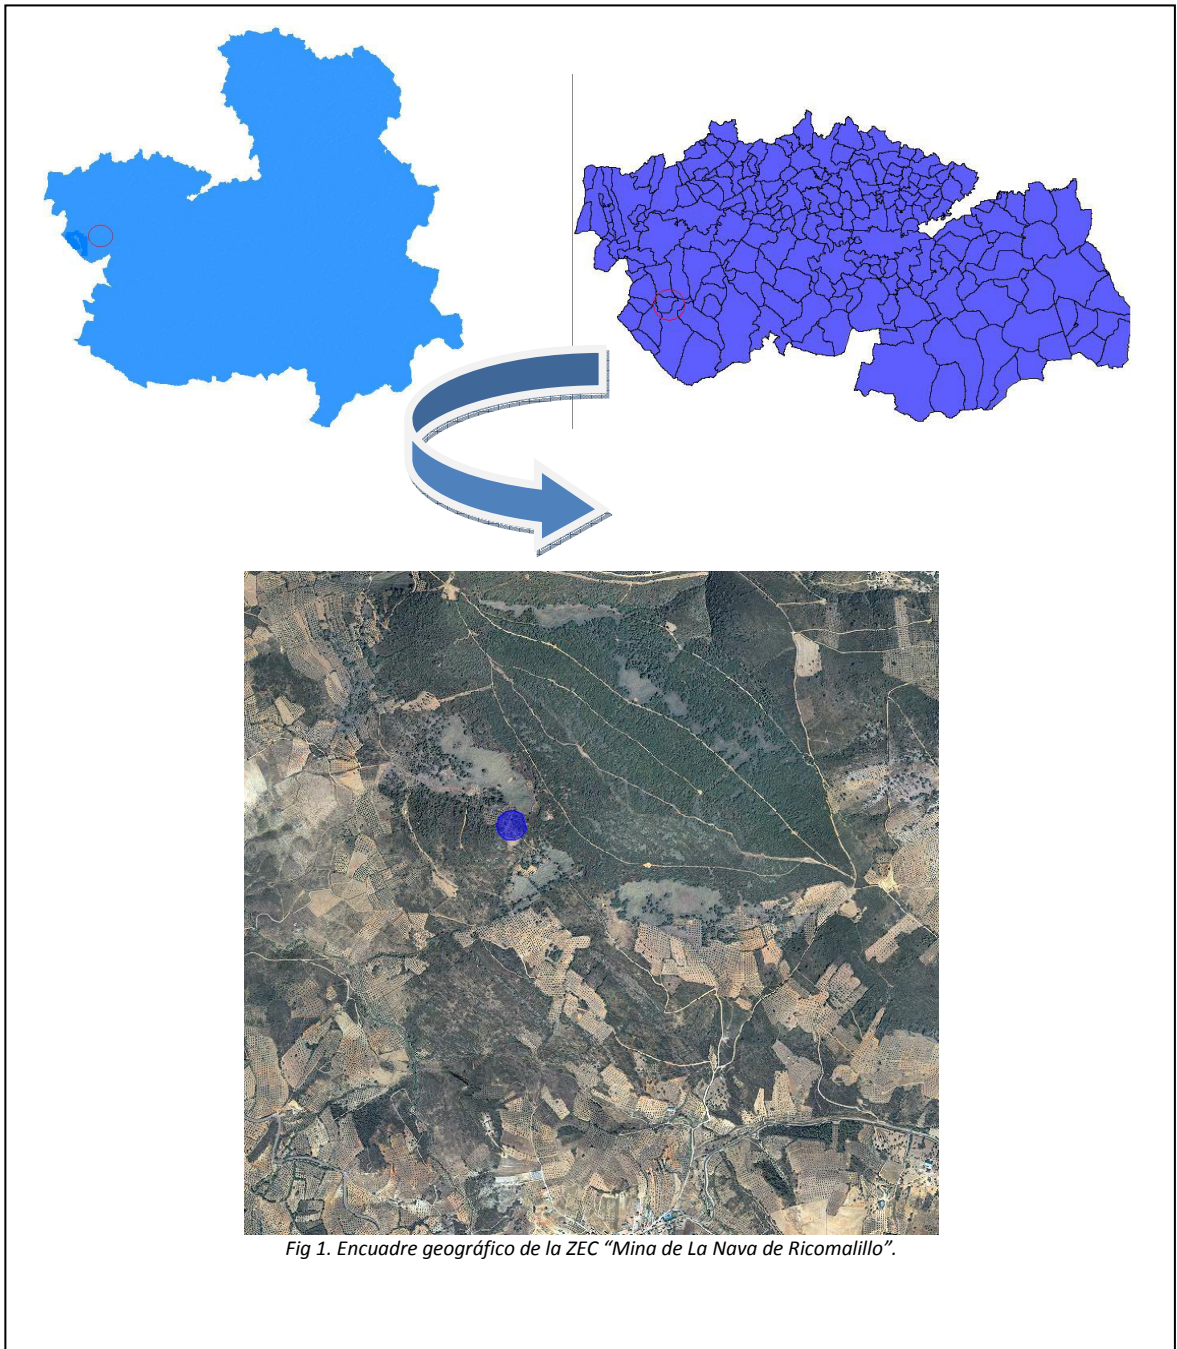 Fig 1. Encuadre geográfico de la ZEC “Mina de La Nava de Ricomalillo”.